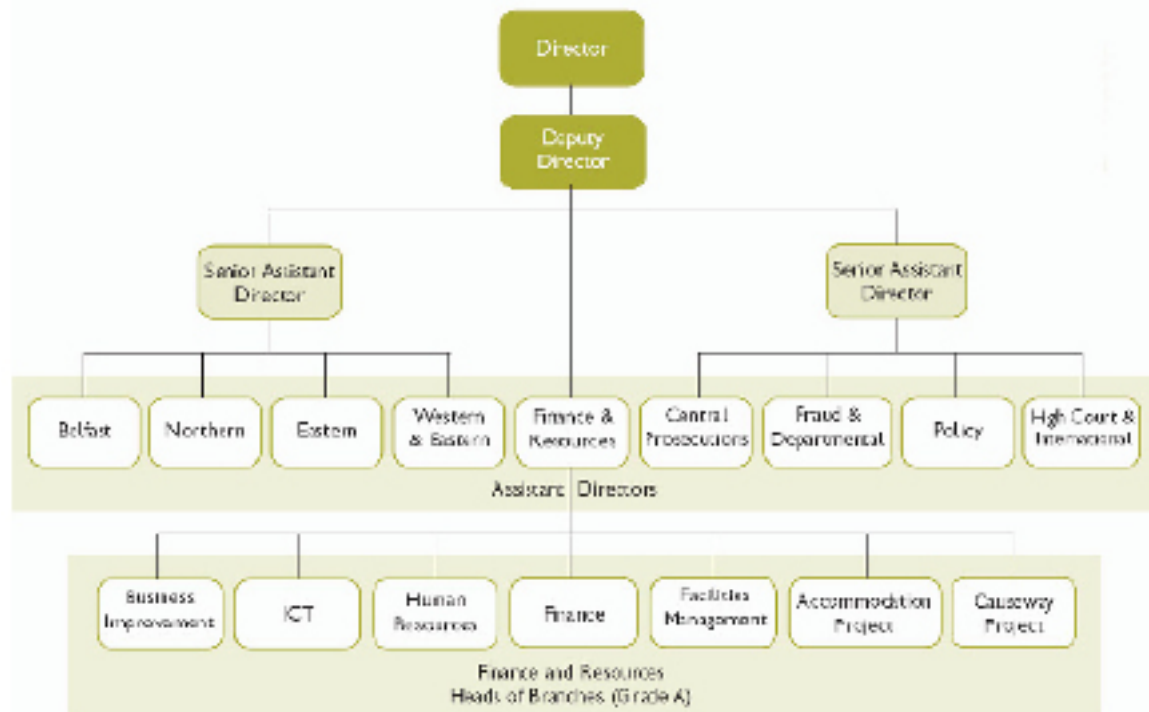 Director
Deputy
Director
Senior Assistant
Director
Senior Assistant
Director
Belfast
Northern
Eastern
Western
& Eastern
Finance &
Resources
Central
Prosecutions
Fraud &
Departmental
Policy
High Court &
International
Assistant Directors
Business
Improvement
ICT
Human
Resources
Finance
Facilities
Management
Accommodation
Project
Causeway
Project
Finance and Resources
Heads of Branches (Grade A)